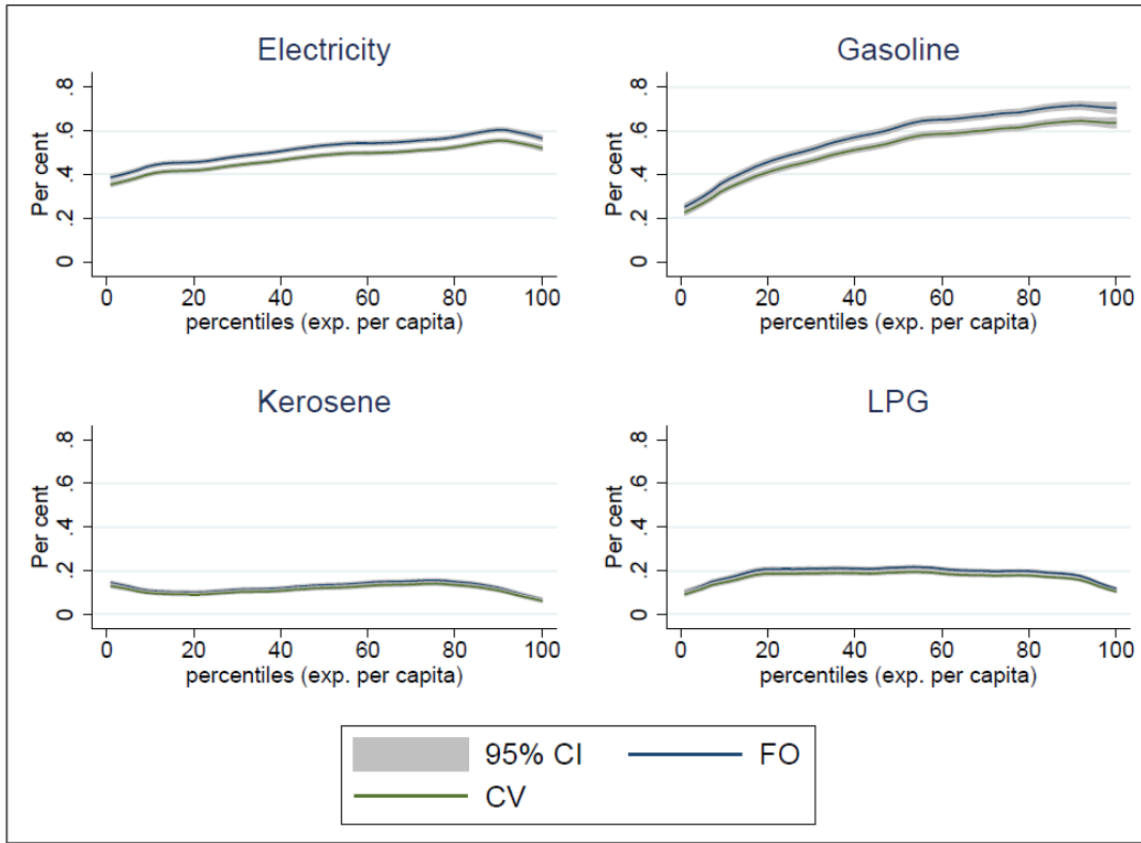 Electricity
Per cent
0 .2 .4 .6 .8
0 20 40 60 80 100
percentiles (exp. per capita)
Gasoline
Per cent
0 .2 .4 .6 .8
0 20 40 60 80 100
percentiles (exp. per capita)
Kerosene
Per cent
0 .2 .4 .6 .8
0 20 40 60 80 100
percentiles (exp. per capita)
LPG
Per cent
0 .2 .4 .6 .8
0 20 40 60 80 100
percentiles (exp. per capita)
95% CI FO
CV